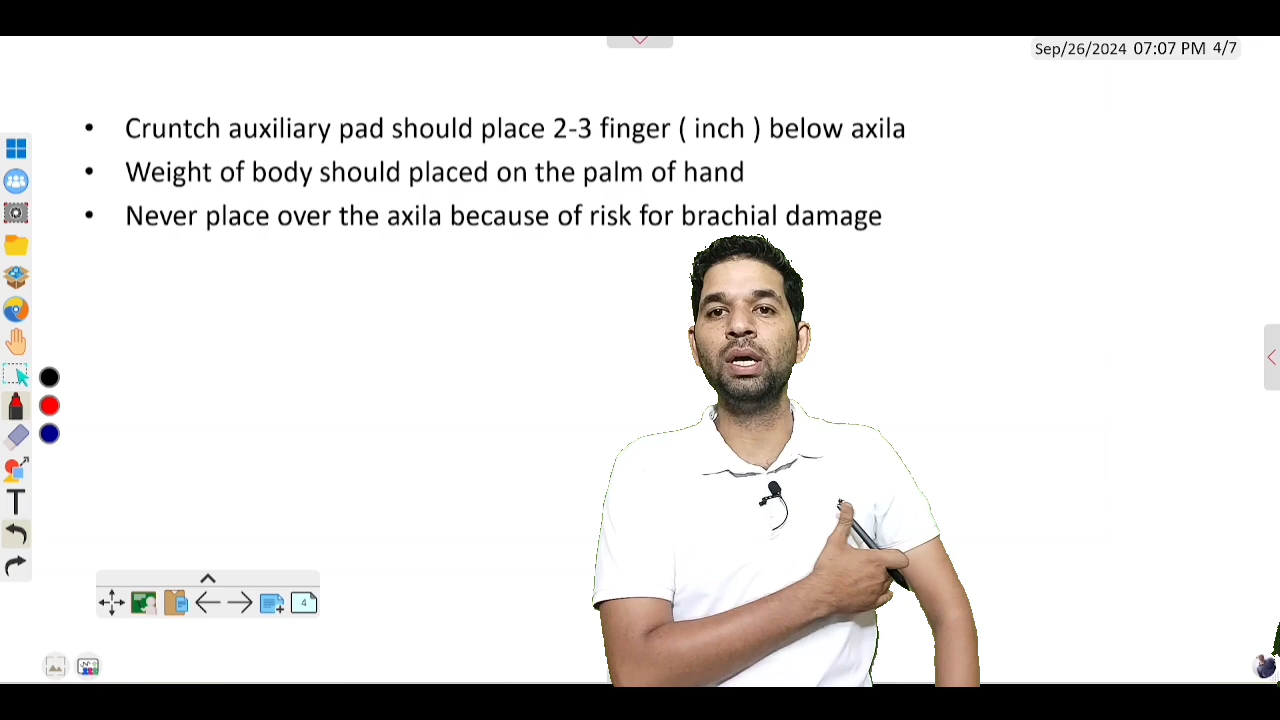 Sep/26/2024 07:07 PM 4/7
• Cruntch auxiliary pad should place 2-3 finger ( inch ) below axila
• Weight of body should placed on the palm of hand
• Never place over the axila because of risk for brachial damage
T
4